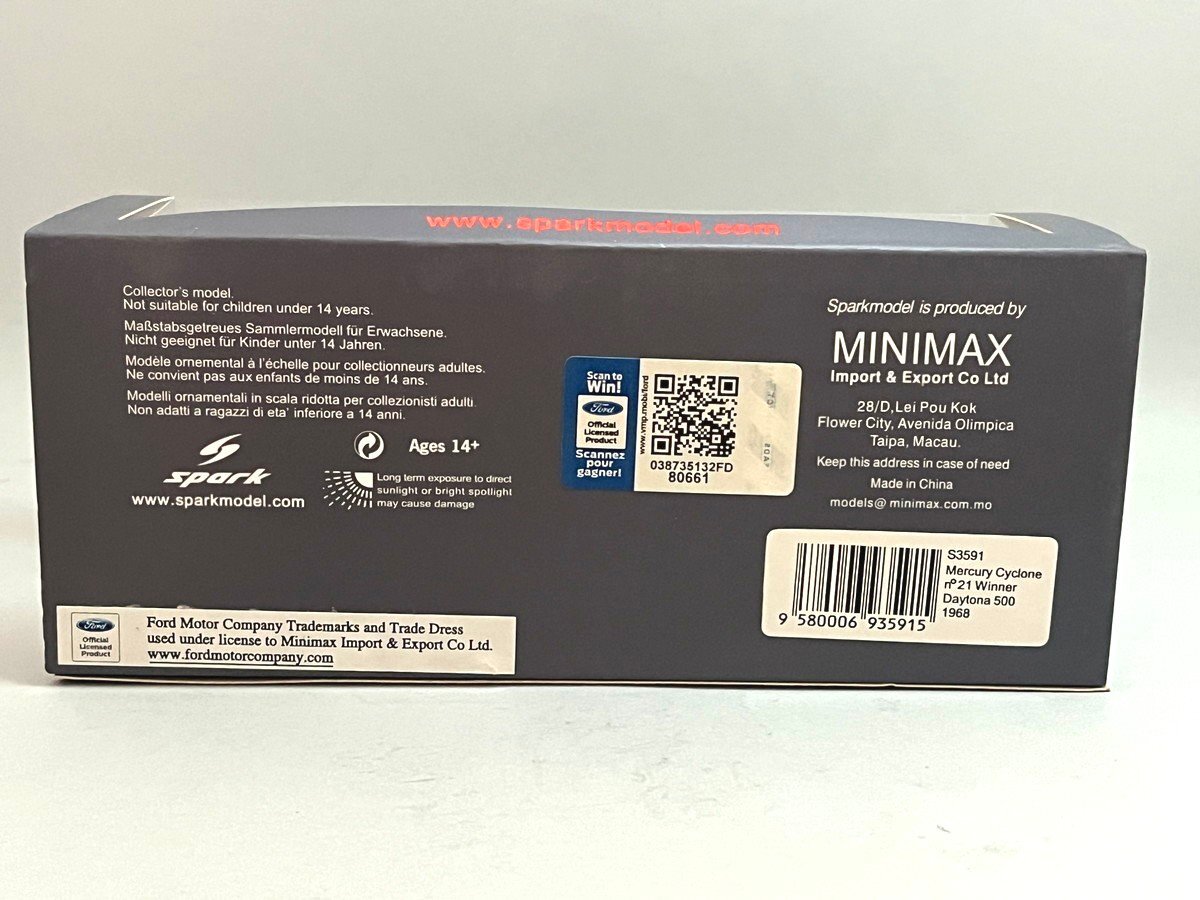 www.sparkmodel.com
Collector's model.
Not suitable for children under 14 years.
Maßstabsgetreues Sammlermodell für Erwachsene.
Nicht geeignet für Kinder unter 14 Jahren.
Modèle ornemental à l'échelle pour collectionneurs adultes.
Ne convient pas aux enfants de moins de 14 ans.
Modelli ornamentali in scala ridotta per collezionisti adulti.
Non adatti a ragazzi di eta' inferiore a 14 anni.
spark
www.sparkmodel.com
Ages 14+
Long term exposure to direct
sunlight or bright spotlight
may cause damage
Scan to
Win!
Ford
Official
Licensed
Product
Scannez
pour
gagner!
www.vmp.mobi/ford
038735132FD
80661
Sparkmodel is produced by
MINIMAX
Import & Export Co Ltd
28/D,Lei Pou Kok
Flower City, Avenida Olimpica
Taipa, Macau.
Keep this address in case of need
Made in China
models@ minimax.com.mo
S3591
Mercury Cyclone
nº21 Winner
Daytona 500
1968
9 580006 935915
Ford
Official
Licensed
Product
Ford Motor Company Trademarks and Trade Dress
used under license to Minimax Import & Export Co Ltd.
www.fordmotorcompany.com